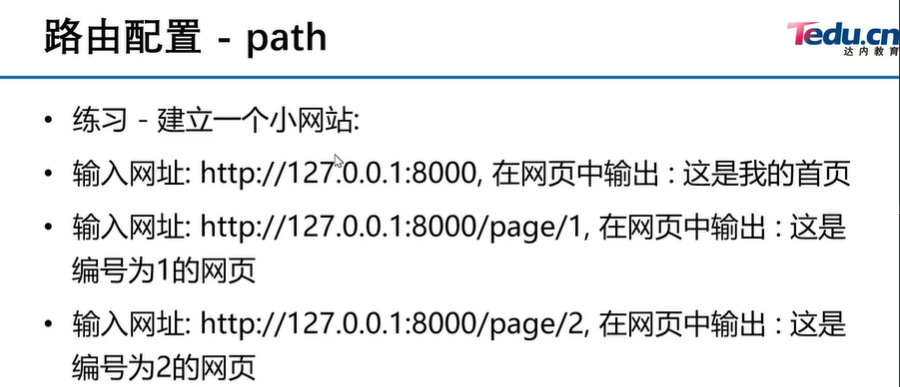 路由配置 - path
Tedu.cn
达内教育
• 练习 - 建立一个小网站:
• 输入网址: http://127.0.0.1:8000, 在网页中输出 : 这是我的首页
• 输入网址: http://127.0.0.1:8000/page/1, 在网页中输出 : 这是
编号为1的网页
• 输入网址: http://127.0.0.1:8000/page/2, 在网页中输出 : 这是
编号为2的网页